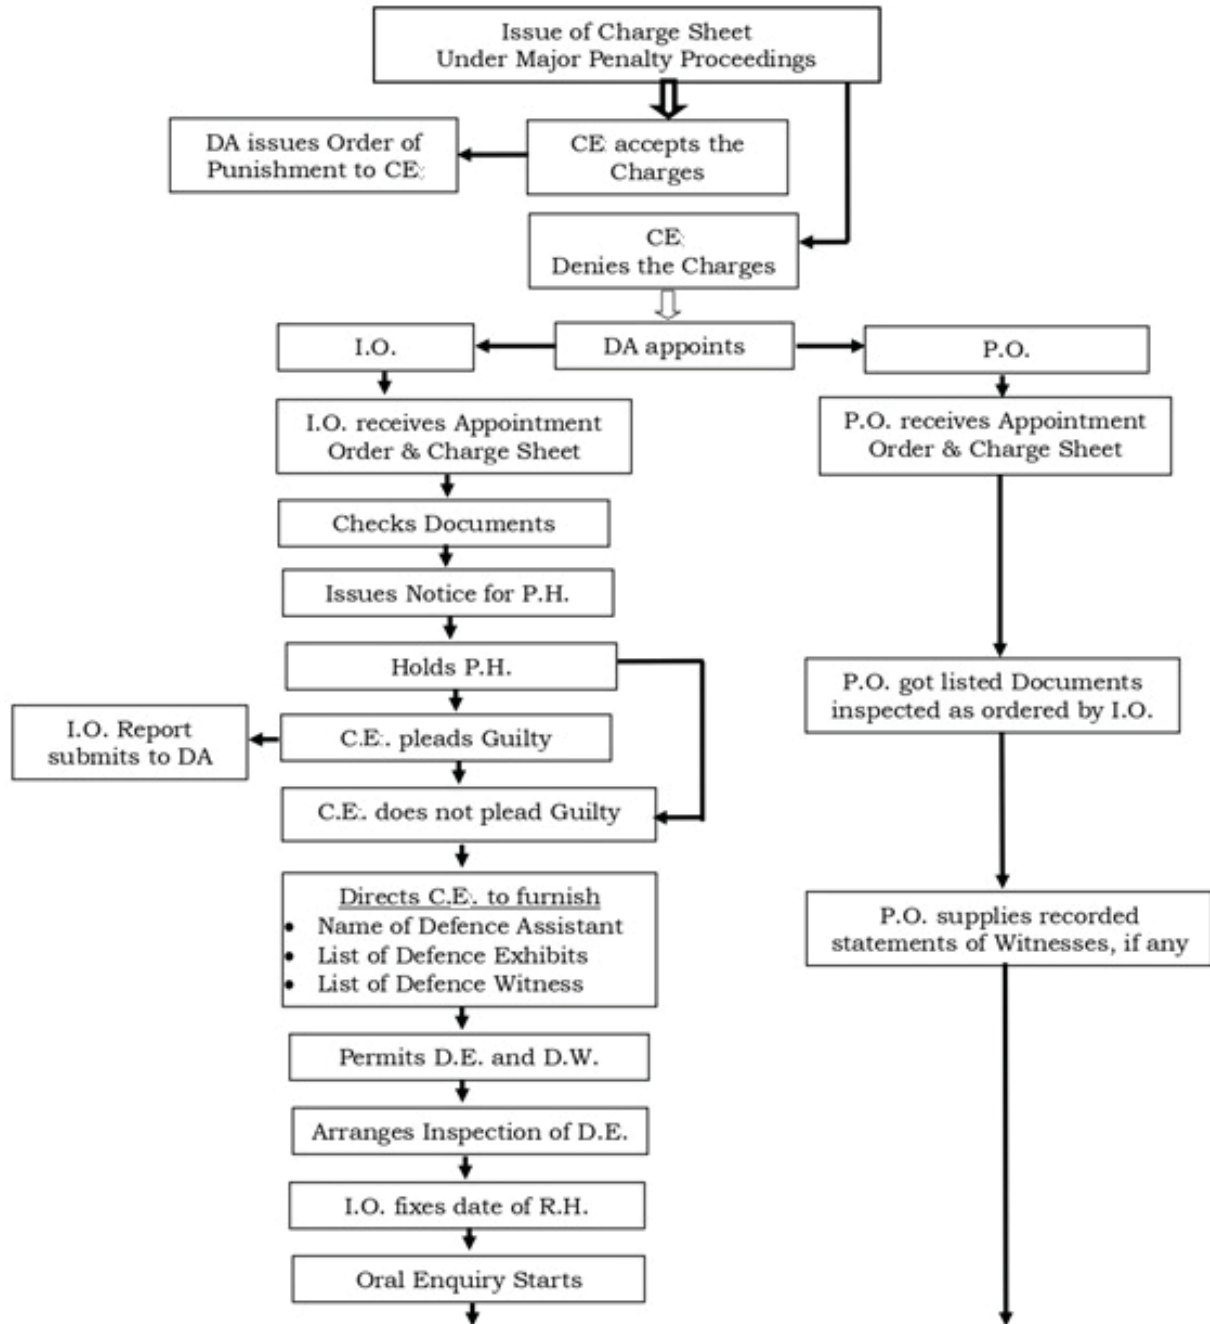 Issue of Charge Sheet
Under Major Penalty Proceedings
DA issues Order of
Punishment to CE
CE accepts the
Charges
CE
Denies the Charges
I.O.
DA appoints
P.O.
I.O. receives Appointment
Order & Charge Sheet
P.O. receives Appointment
Order & Charge Sheet
Checks Documents
Issues Notice for P.H.
Holds P.H.
P.O. got listed Documents
inspected as ordered by I.O.
I.O. Report
submits to DA
C.E. pleads Guilty
C.E. does not plead Guilty
Directs C.E. to furnish
• Name of Defence Assistant
• List of Defence Exhibits
• List of Defence Witness
P.O. supplies recorded
statements of Witnesses, if any
Permits D.E. and D.W.
Arranges Inspection of D.E.
I.O. fixes date of R.H.
Oral Enquiry Starts